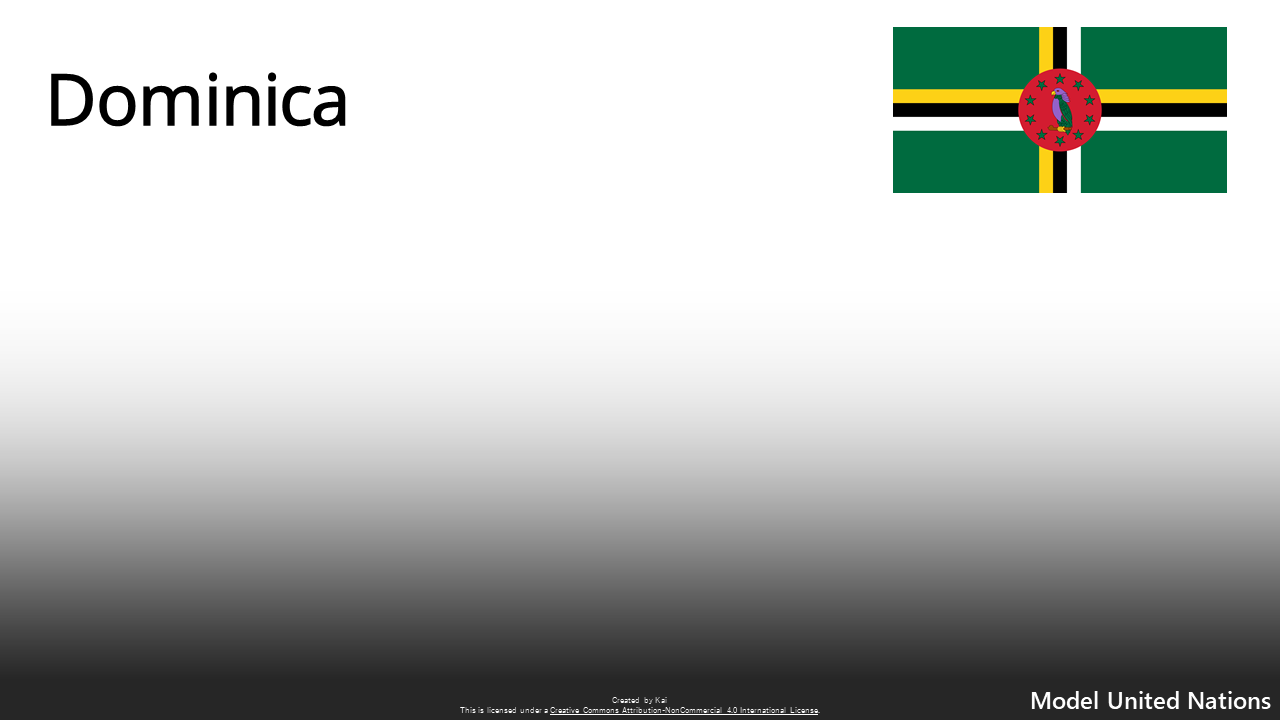 Dominica
Created by Kai
This is licensed under a Creative Commons Attribution-NonCommercial 4.0 International License.
Model United Nations